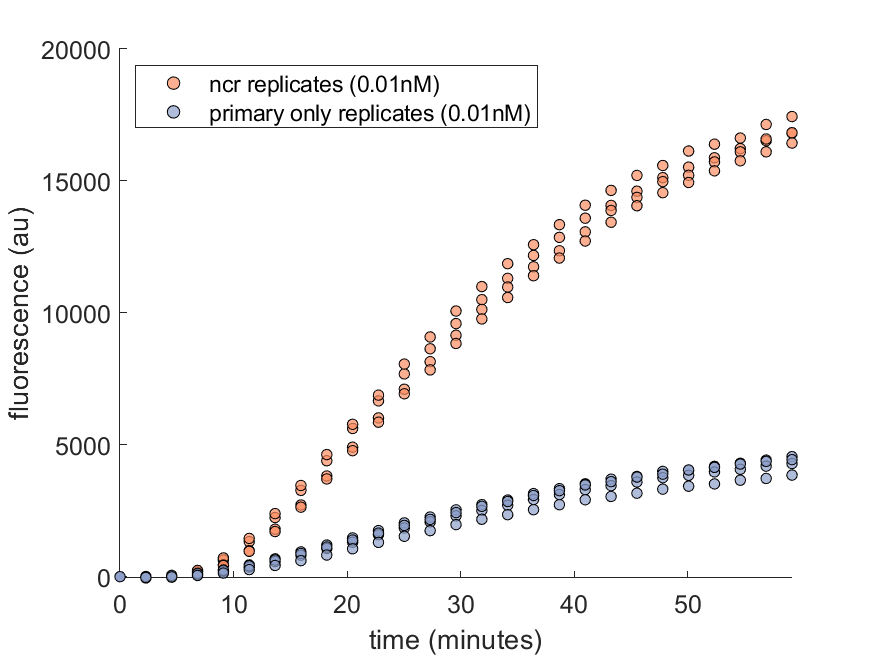 20000
ncr replicates (0.01nM)
primary only replicates (0.01nM)
15000
10000
5000
0
fluorescence (au)
0 10 20 30 40 50
time (minutes)